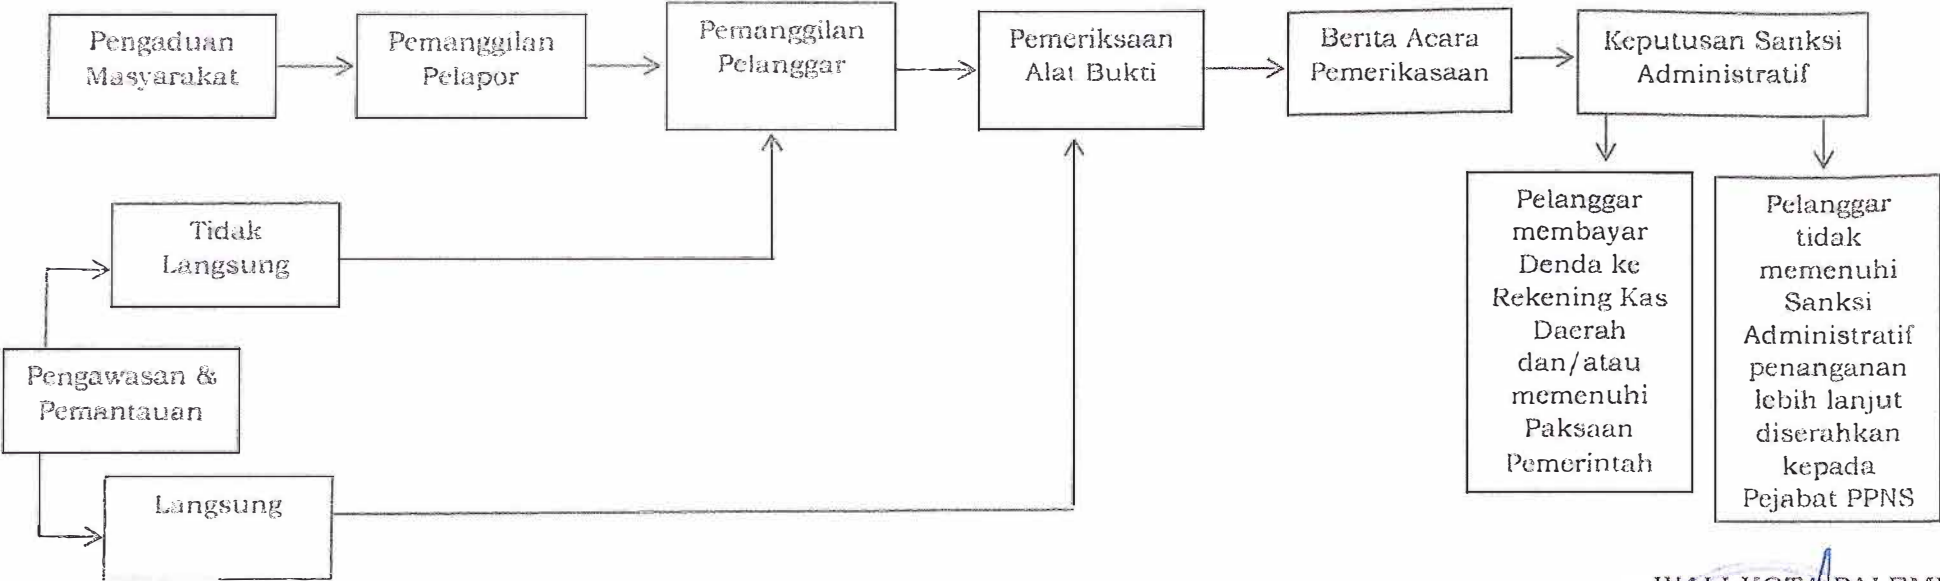 Pengaduan
Masyarakat
Pemanggilan
Pelapor
Pemanggilan
Pelanggar
Pemeriksaan
Alat Bukti
Berita Acara
Pemerikasaan
Keputusan Sanksi
Administratif
Tidak
Langsung
Pengawasan &
Pemantauan
Langsung
Pelanggar
membayar
Denda ke
Rekening Kas
Daerah
dan/atau
memenuhi
Paksaan
Pemerintah
Pelanggar
tidak
memenuhi
Sanksi
Administratif
penanganan
lebih lanjut
diserahkan
kepada
Pejabat PPNS